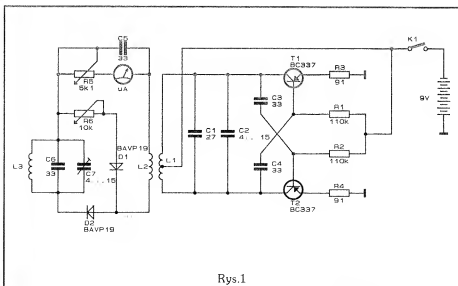 C5
33
K1
T1
BC337
R3
91
R5
5k1
uA
C3
33
9V
R6
10k
BAVP19
D1
R1
110k
C1
27
C2
4.. 15
L3
C6
33
C7
4...15
L2
L1
R2
110k
C4
33
D2
BAVP19
T2
BC337
R4
91
Rys.1